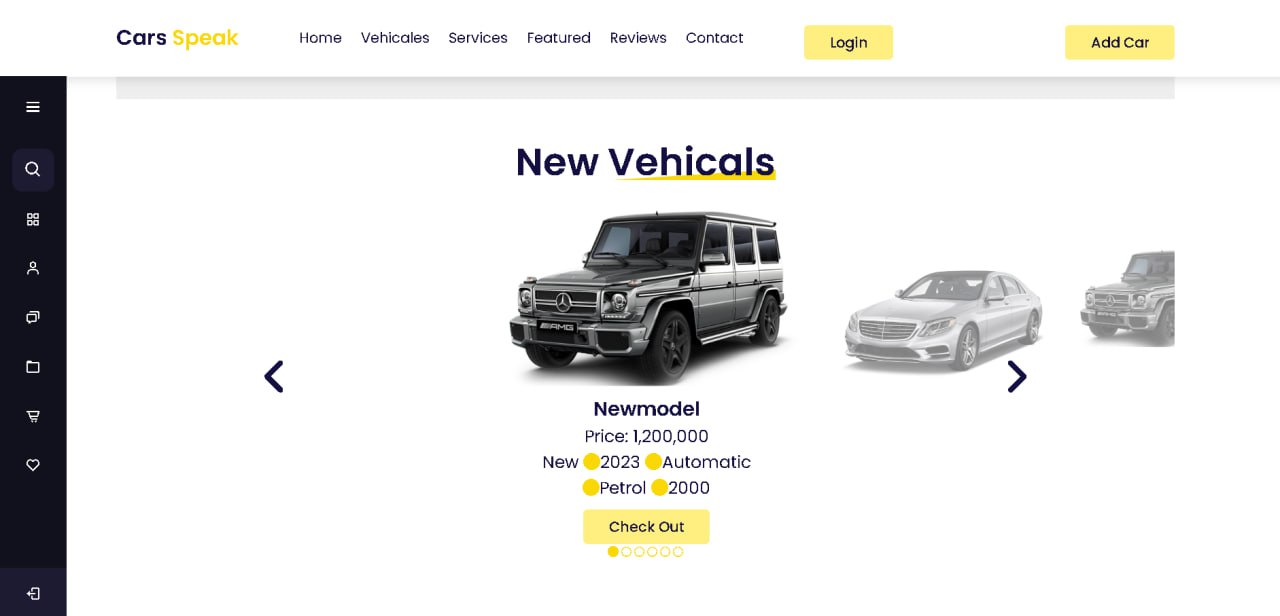 Cars Speak Home Vehicales Services Featured Reviews Contact Login Add Car
New Vehicals
AMG
Newmodel
Price: 1,200,000
New 2023 Automatic
Petrol 2000
Check Out